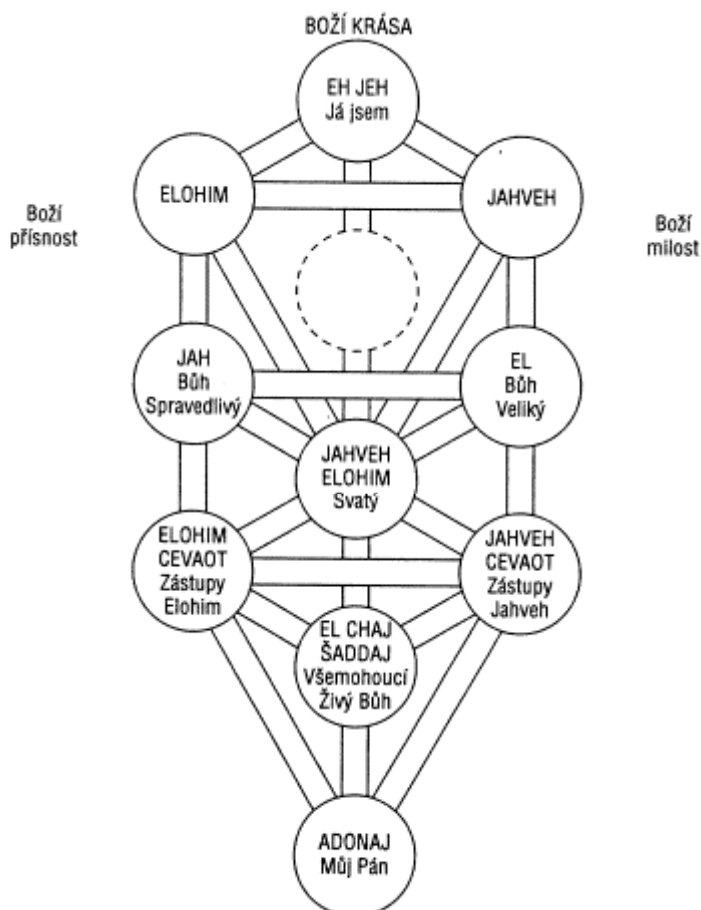 BOŽÍ KRÁSA
EH JEH
Já jsem
ELOHIM
JAHVEH
Boží
přísnost
Boží
milost
JAH
Bůh
Spravedlivý
EL
Bůh
Veliký
JAHVEH
ELOHIM
Svatý
ELOHIM
CEVAOT
Zástupy
Elohim
JAHVEH
CEVAOT
Zástupy
Jahveh
EL CHAJ
ŠADDAJ
Všemohoucí
Živý Bůh
ADONAJ
Můj Pán